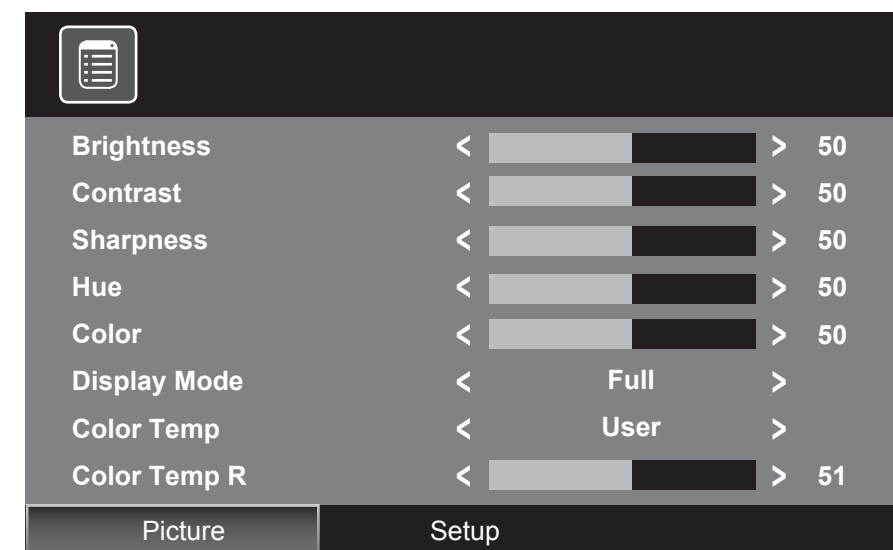 Brightness < > 50
Contrast < > 50
Sharpness < > 50
Hue < > 50
Color < > 50
Display Mode < Full >
Color Temp < User >
Color Temp R < > 51
Picture Setup